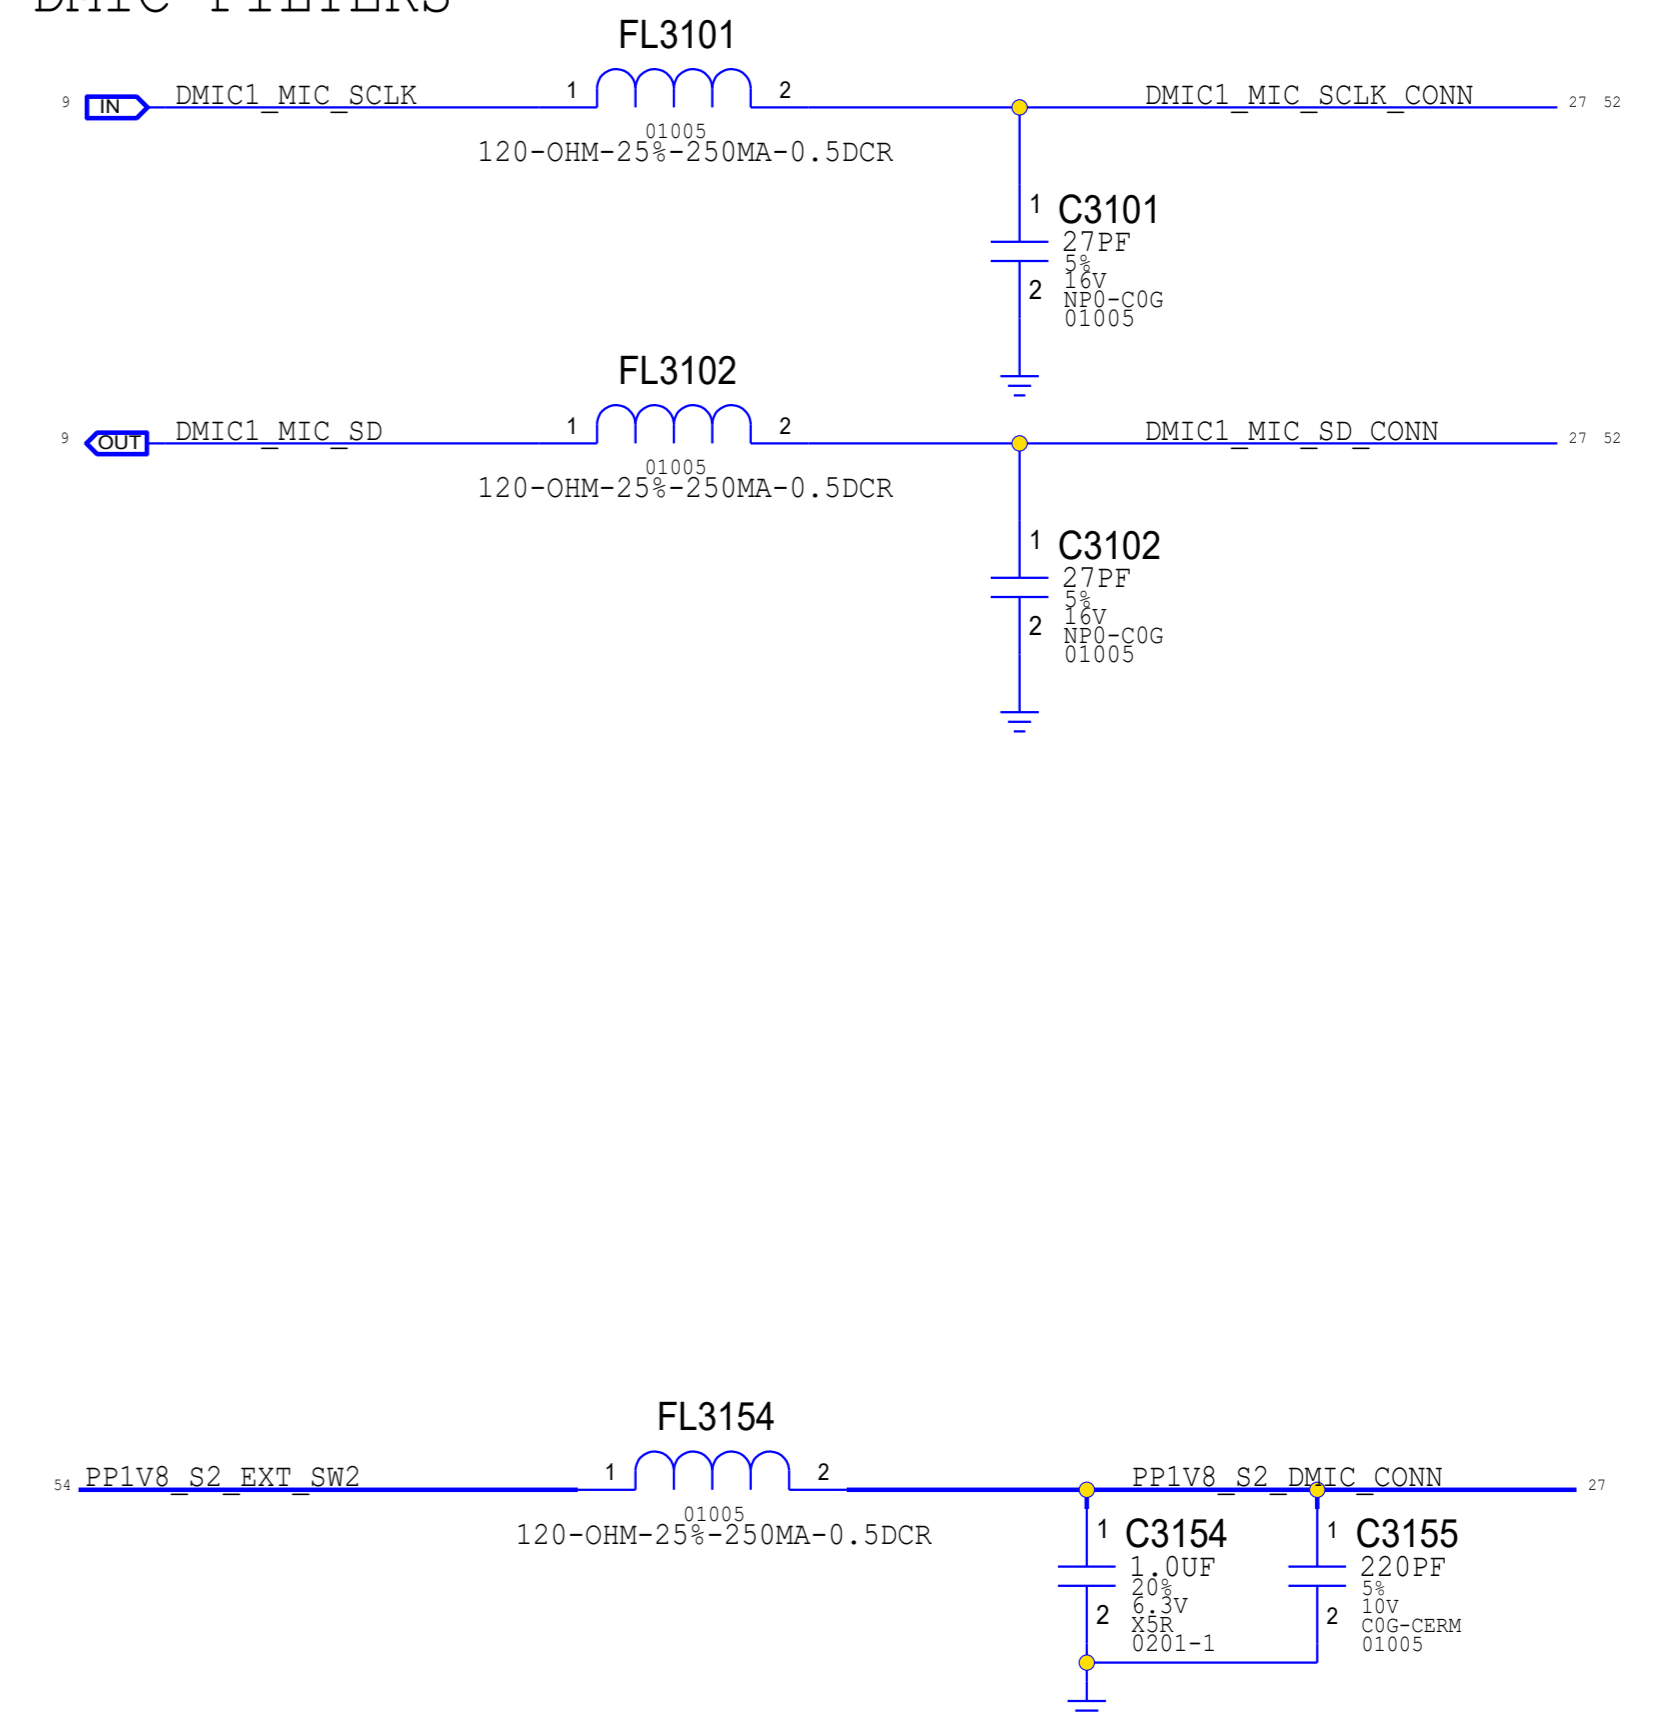 DMIC FILTERS
FL3101
9 IN DMIC1_MIC_SCLK 1 2 DMIC1_MIC_SCLK_CONN 27 52
01005
120-OHM-25%-250MA-0.5DCR
1 C3101
27PF
5%
16V
2 NP0-C0G
01005
FL3102
9 OUT DMIC1_MIC_SD 1 2 DMIC1_MIC_SD_CONN 27 52
01005
120-OHM-25%-250MA-0.5DCR
1 C3102
27PF
5%
16V
2 NP0-C0G
01005
FL3154
54 PP1V8_S2_EXT_SW2 1 2 PP1V8_S2_DMIC_CONN 27
01005
120-OHM-25%-250MA-0.5DCR
1 C3154
1.0UF
20%
6.3V
2 X5R
0201-1
1 C3155
220PF
5%
10V
2 C0G-CERM
01005